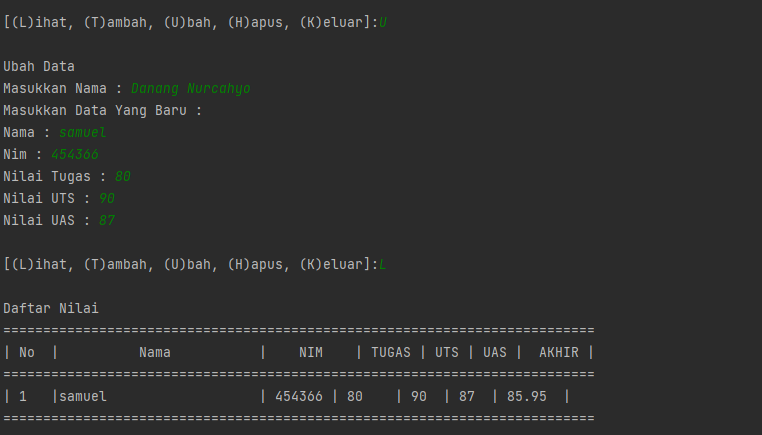 [(L)ihat, (T)ambah, (U)bah, (H)apus, (K)eluar]:U
Ubah Data
Masukkan Nama : Danang Nurcahyo
Masukkan Data Yang Baru :
Nama : samuel
Nim : 454366
Nilai Tugas : 80
Nilai UTS : 90
Nilai UAS : 87
[(L)ihat, (T)ambah, (U)bah, (H)apus, (K)eluar]:L
Daftar Nilai
==========================================================================
| No  |          Nama           |    NIM    | TUGAS | UTS | UAS |  AKHIR |
==========================================================================
| 1   |samuel                   | 454366 | 80    | 90  | 87  | 85.95  |
==========================================================================